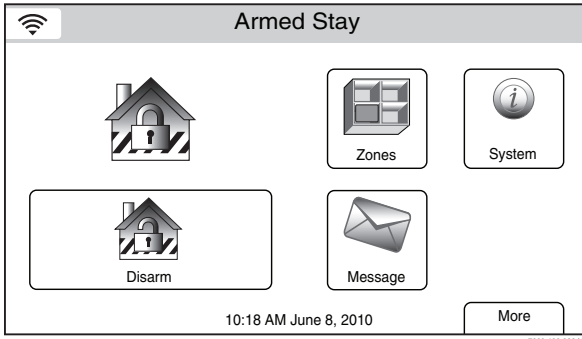 Armed Stay
Zones
System
Disarm
Message
10:18 AM June 8, 2010
More